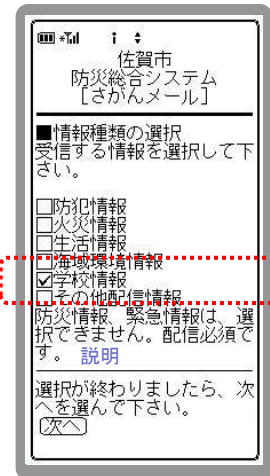 佐賀市
防災総合システム
[さがんメール]
■情報種類の選択
受信する情報を選択して下
さい。
□防犯情報
□火災情報
□生活情報
□海域環境情報
☑学校情報
□その他配信情報
防災情報、緊急情報は、選
択できません。配信必須で
す。 説明
選択が終わりましたら、次
へを選んで下さい。
次へ